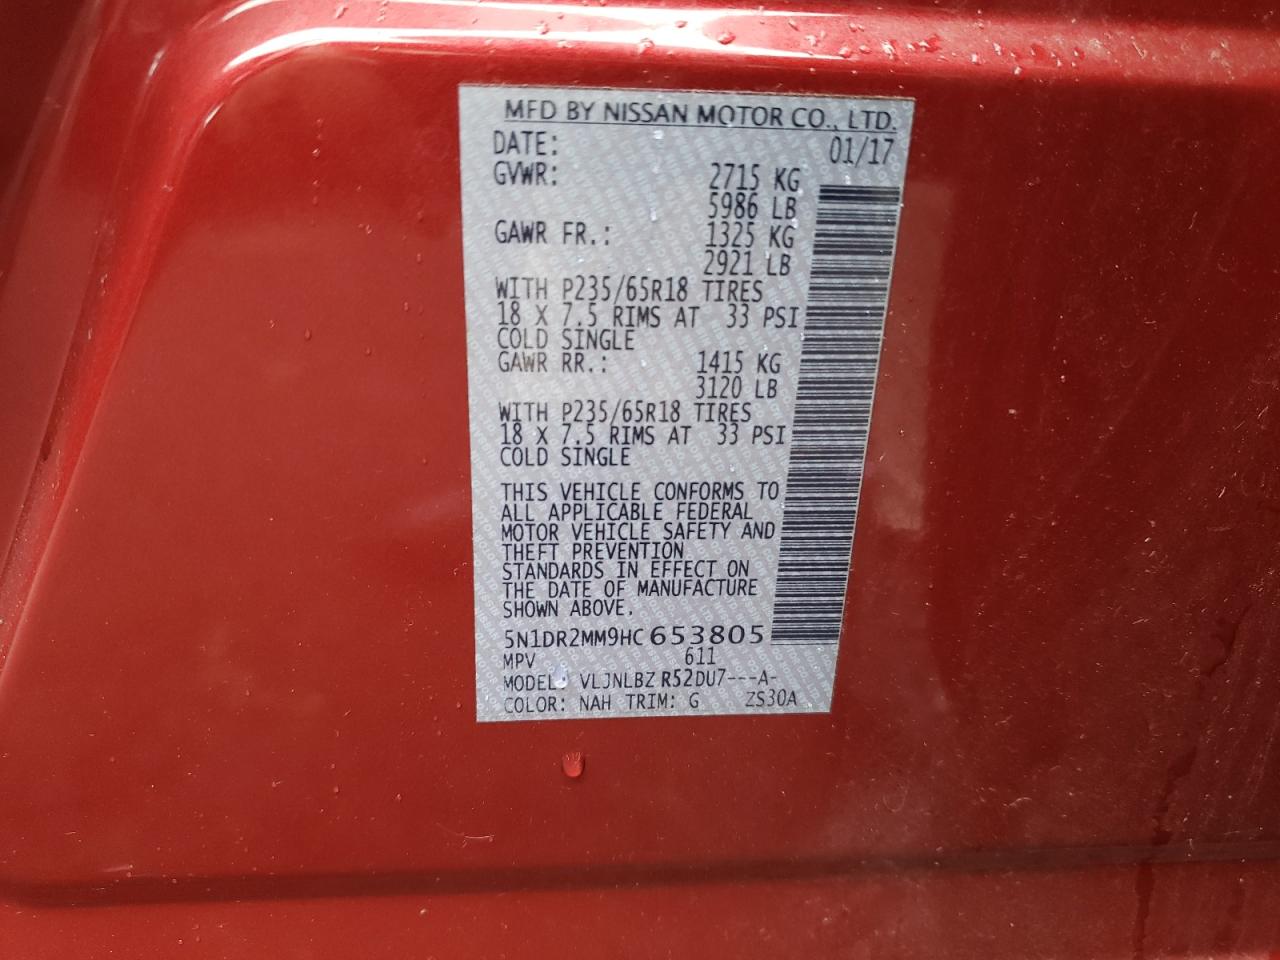 MFD BY NISSAN MOTOR CO., LTD.
DATE: 01/17
GVWR: 2715 KG
5986 LB
GAWR FR.: 1325 KG
2921 LB
WITH P235/65R18 TIRES
18 X 7.5 RIMS AT 33 PSI
COLD SINGLE
GAWR RR.: 1415 KG
3120 LB
WITH P235/65R18 TIRES
18 X 7.5 RIMS AT 33 PSI
COLD SINGLE
THIS VEHICLE CONFORMS TO
ALL APPLICABLE FEDERAL
MOTOR VEHICLE SAFETY AND
THEFT PREVENTION
STANDARDS IN EFFECT ON
THE DATE OF MANUFACTURE
SHOWN ABOVE.
5N1DR2MM9HC653805
MPV 611
MODEL: VLJNLBZ R52DU7---A-
COLOR: NAH TRIM: G ZS30A